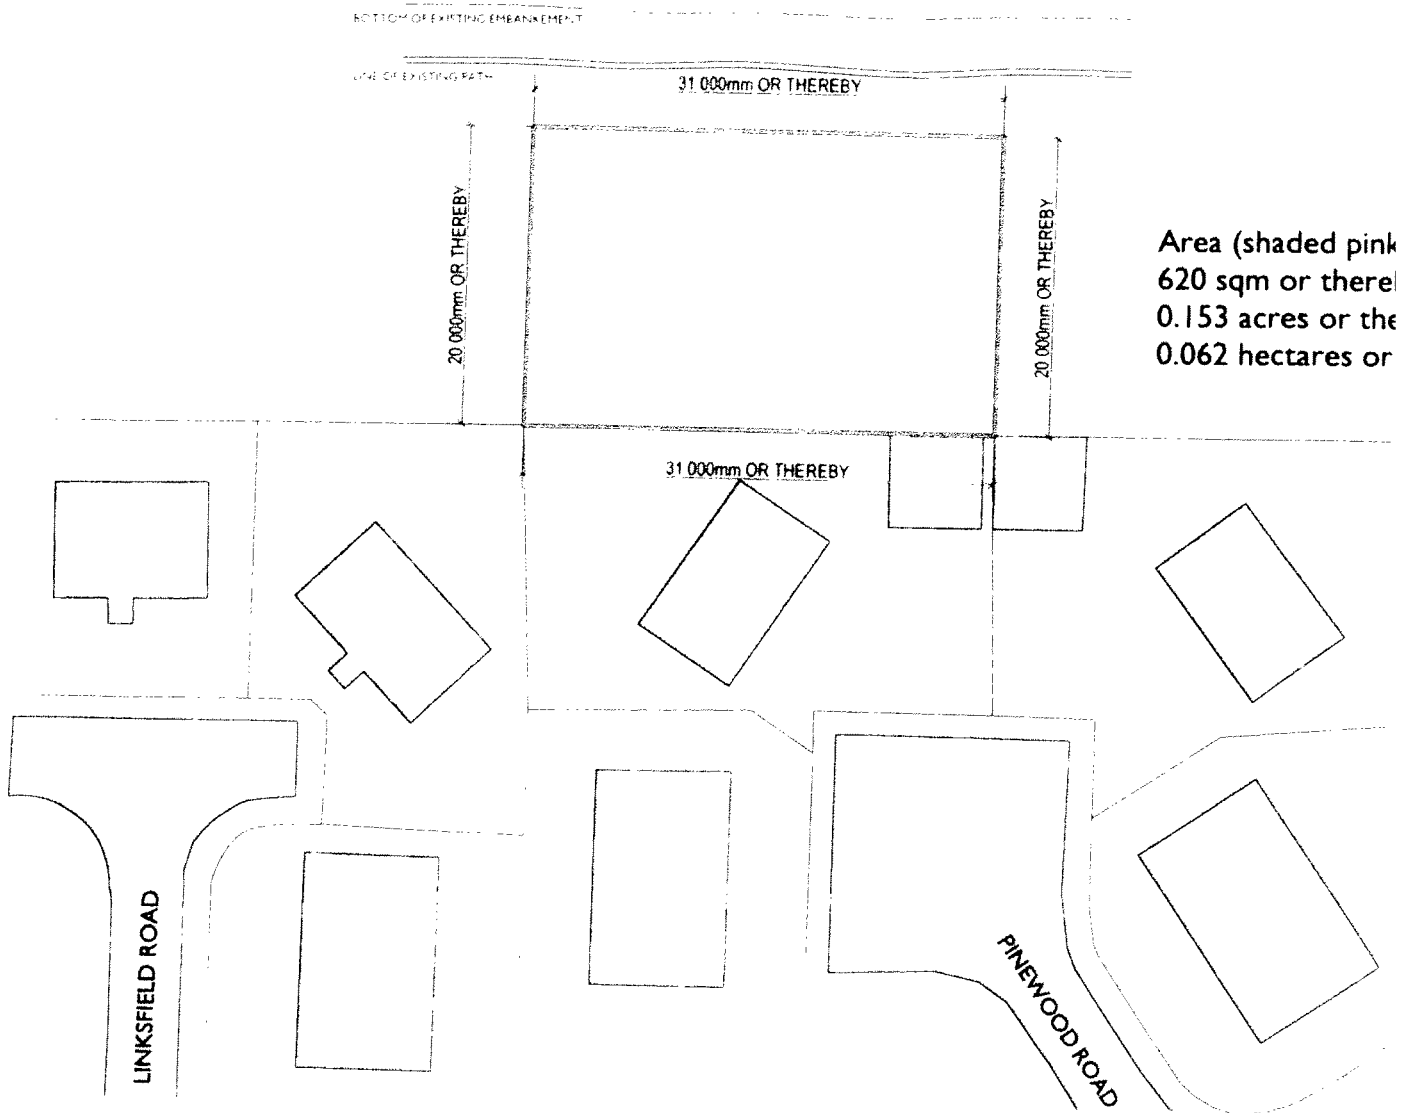 BOTTOM OF EXISTING EMBANKEMENT
LINE OF EXISTING PATH
31 000mm OR THEREBY
20 000mm OR THEREBY
20 000mm OR THEREBY
Area (shaded pink
620 sqm or there
0.153 acres or the
0.062 hectares or
31 000mm OR THEREBY
LINKSFIELD ROAD
PINEWOOD ROAD